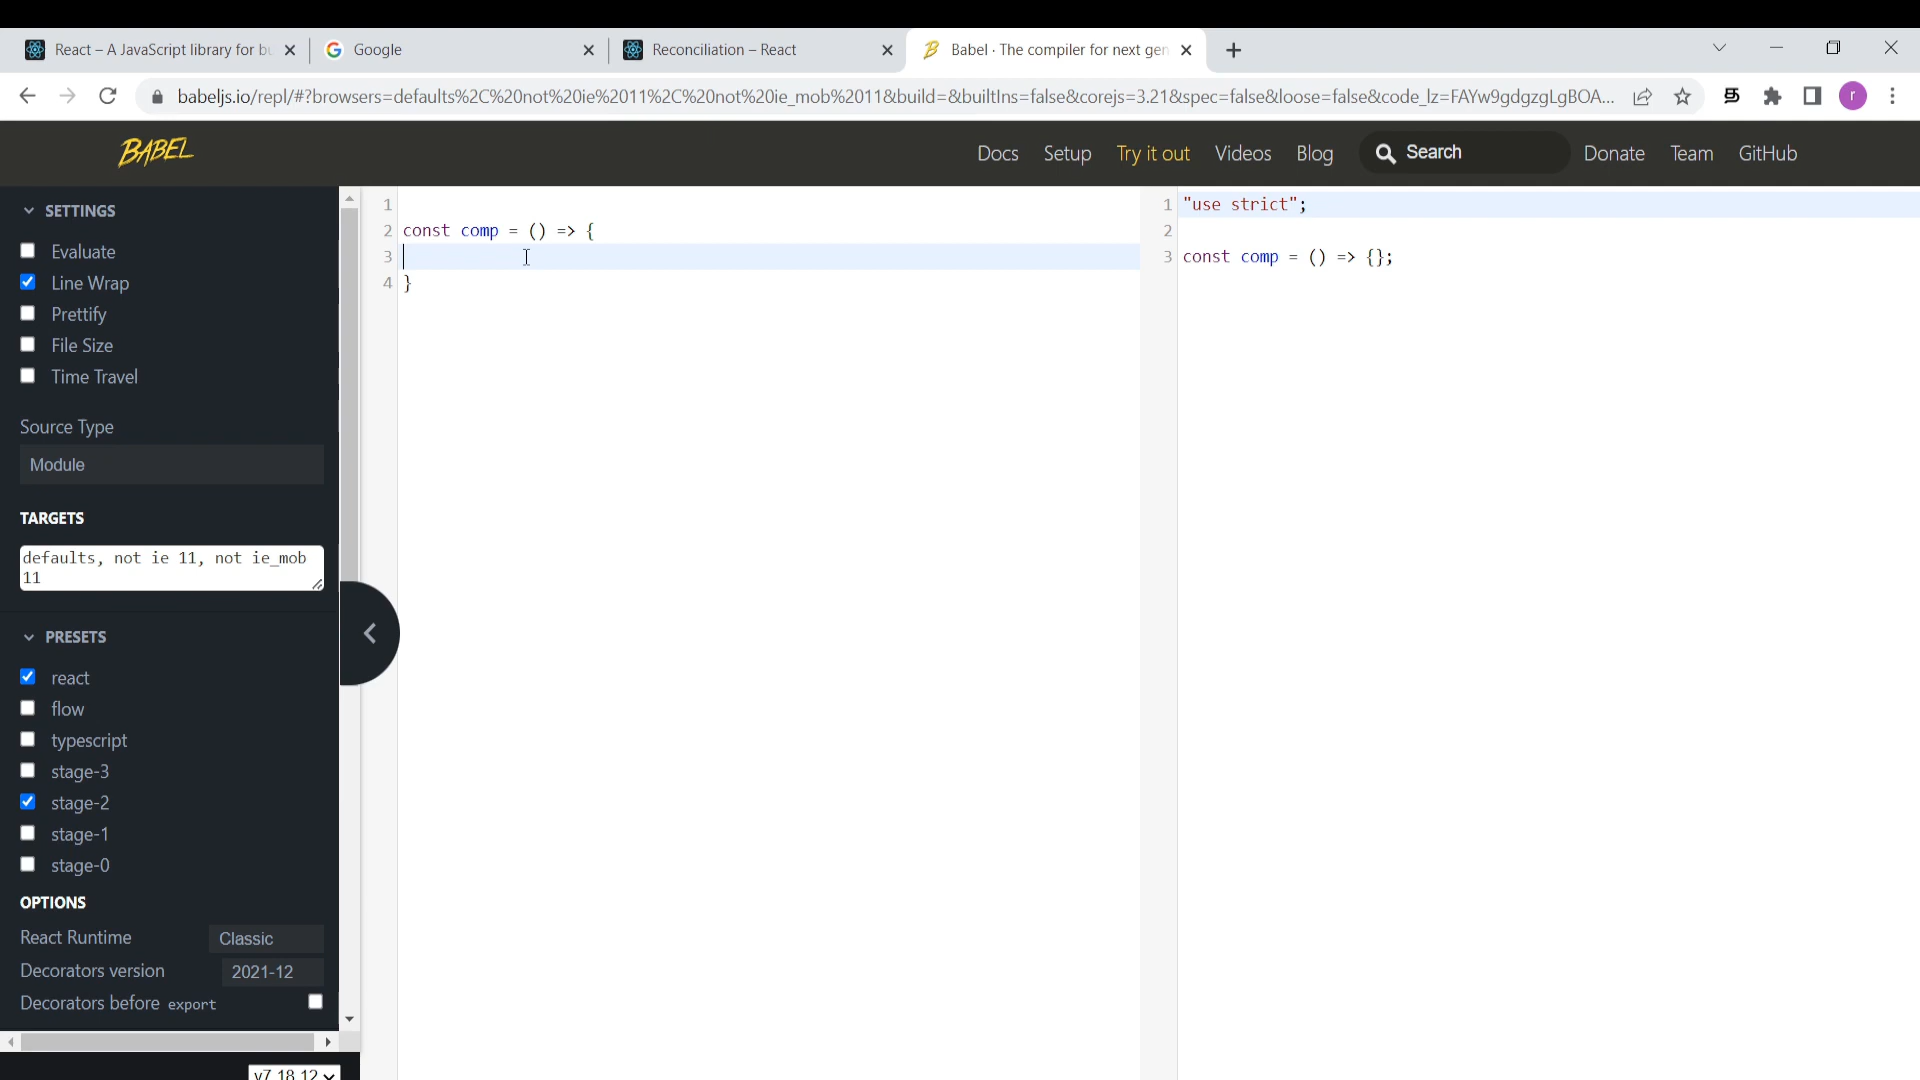 React – A JavaScript library for bu
Google
Reconciliation – React
Babel · The compiler for next gen
babeljs.io/repl/#?browsers=defaults%2C%20not%20ie%2011%2C%20not%20ie_mob%2011&build=&builtIns=false&corejs=3.21&spec=false&loose=false&code_lz=FAYw9gdgzgLgBOA...
r
BABEL
Docs
Setup
Try it out
Videos
Blog
Search
Donate
Team
GitHub
SETTINGS
Evaluate
Line Wrap
Prettify
File Size
Time Travel
Source Type
Module
TARGETS
defaults, not ie 11, not ie_mob
11
PRESETS
react
flow
typescript
stage-3
stage-2
stage-1
stage-0
OPTIONS
React Runtime
Classic
Decorators version
2021-12
Decorators before export
v7.18.12
1
2 const comp = () => {
3
4 }
1 "use strict";
2
3 const comp = () => {};